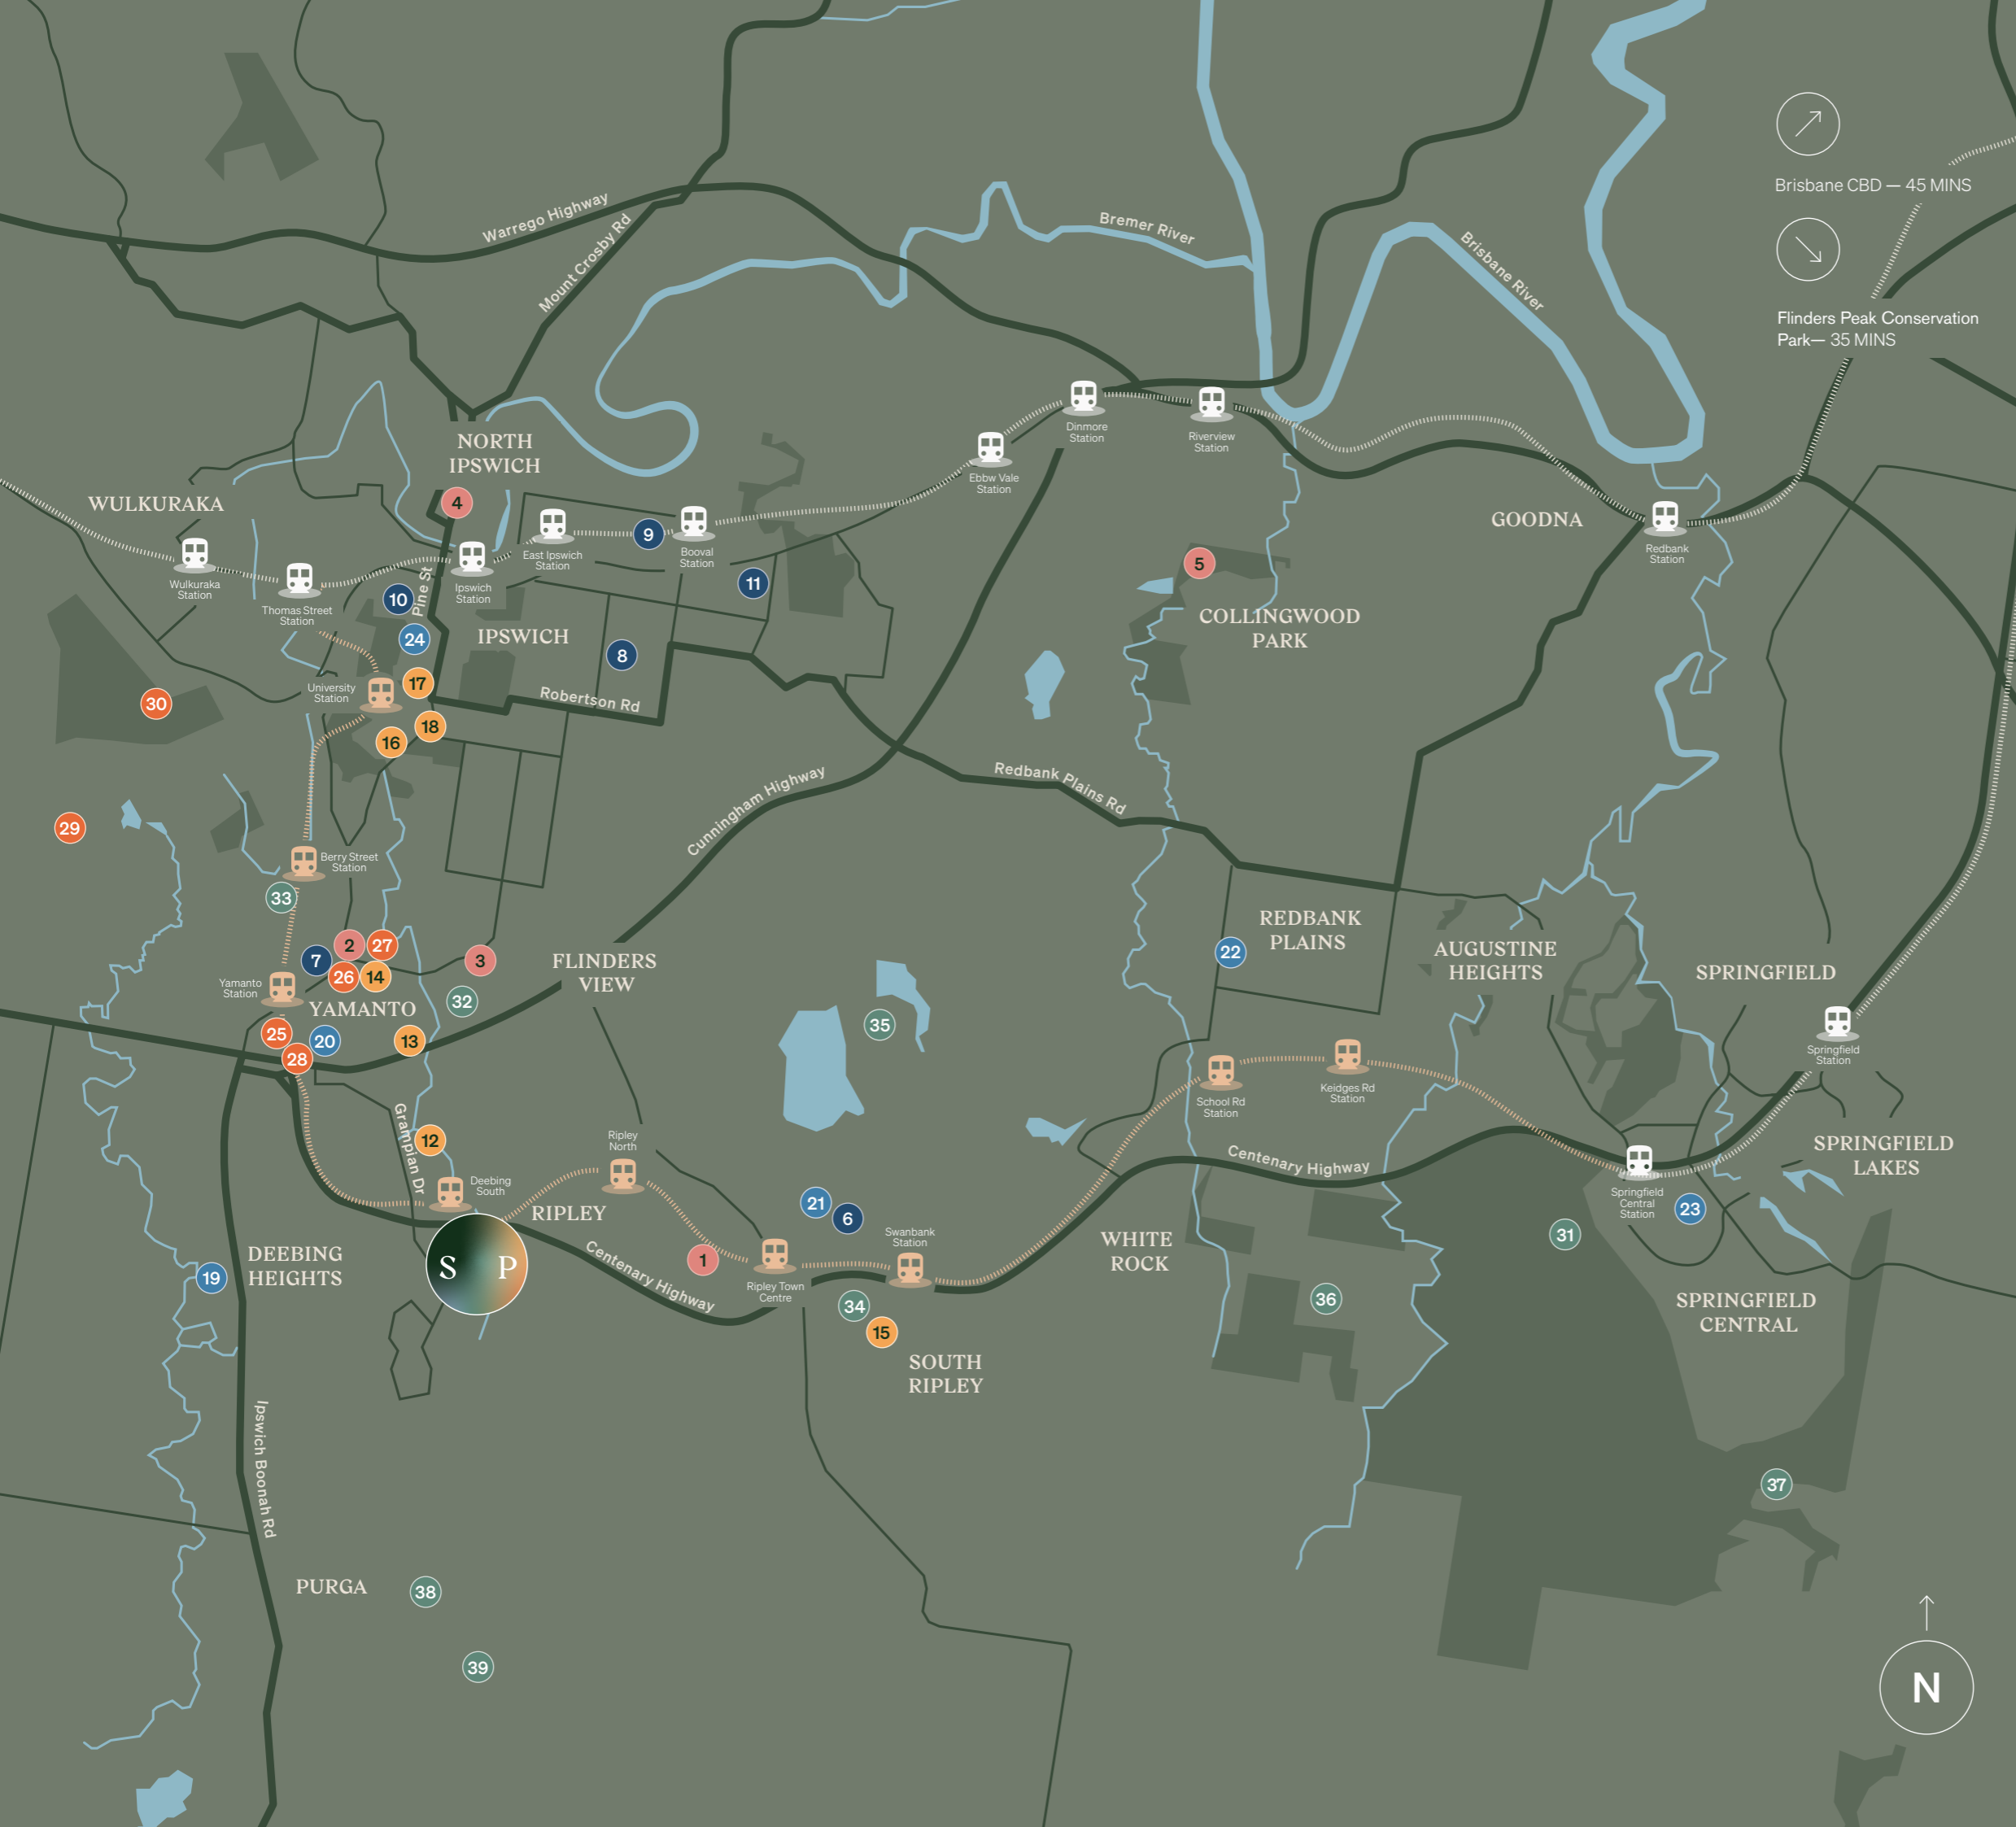 Brisbane CBD — 45 MINS
Flinders Peak Conservation
Park— 35 MINS
Warrego Highway
Mount Crosby Rd
Bremer River
Brisbane River
NORTH
IPSWICH
WULKURAKA
4
Dinmore
Station
Riverview
Station
Ebbw Vale
Station
GOODNA
Redbank
Station
9
East Ipswich
Station
Booval
Station
Wulkuraka
Station
Thomas Street
Station
Ipswich
Station
Pine St
10
11
5
COLLINGWOOD
PARK
24
IPSWICH
8
University
Station
17
30
18
16
Robertson Rd
Redbank Plains Rd
Cunningham Highway
29
Berry Street
Station
33
2
27
7
26
14
3
Yamanto
Station
YAMANTO
32
25
20
13
28
FLINDERS
VIEW
35
REDBANK
PLAINS
22
AUGUSTINE
HEIGHTS
SPRINGFIELD
Springfield
Station
School Rd
Station
Keidges Rd
Station
Grampian Dr
12
Ripley
North
Deebing
South
RIPLEY
S P
Centenary Highway
Centenary Highway
SPRINGFIELD
LAKES
Springfield
Central
Station
23
21
6
Swanbank
Station
1
Ripley Town
Centre
34
15
SOUTH
RIPLEY
WHITE
ROCK
31
36
DEEBING
HEIGHTS
19
SPRINGFIELD
CENTRAL
Ipswich Boonah Rd
37
PURGA
38
39
N